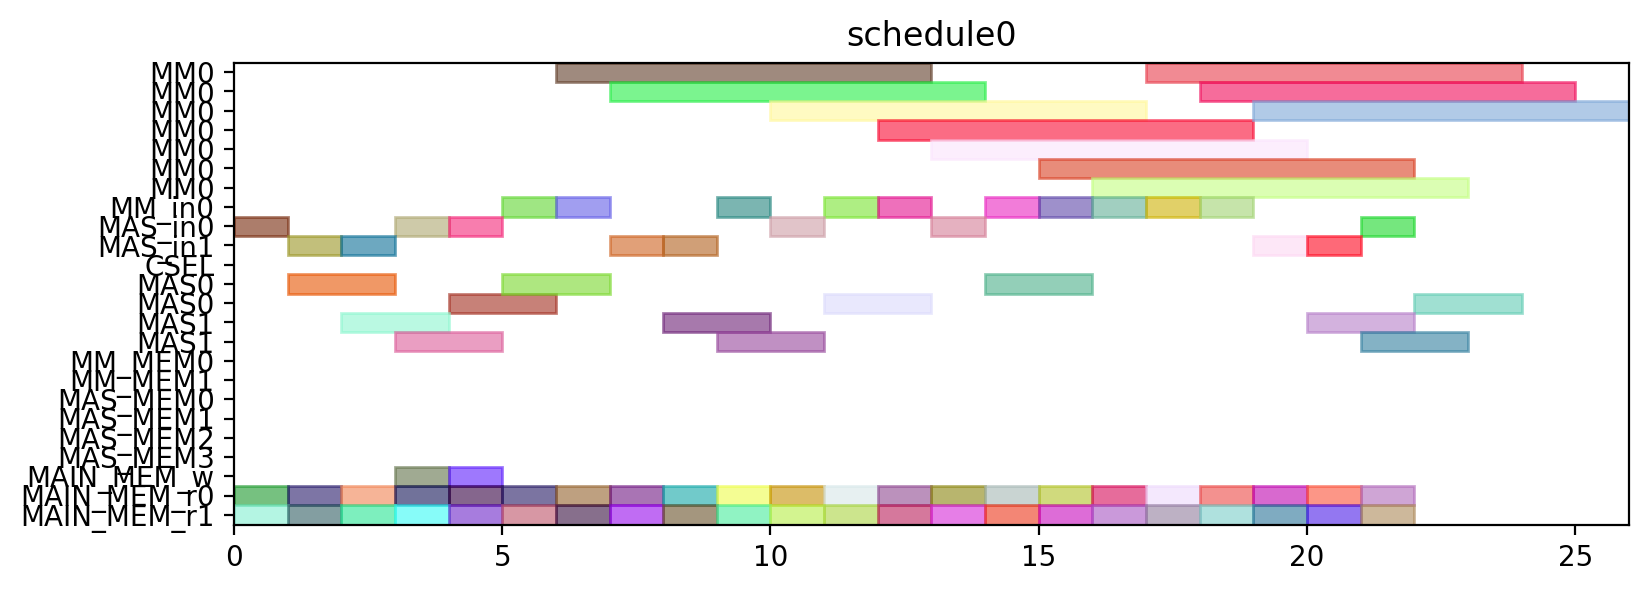 schedule0
MM0
MM0
MM0
MM0
MM0
MM0
MM0
MM_in0
MAS_in0
MAS_in1
CSEL
MAS0
MAS0
MAS1
MAS1
MM_MEM0
MM_MEM1
MAS_MEM0
MAS_MEM1
MAS_MEM2
MAS_MEM3
MAIN_MEM_w
MAIN_MEM_r0
MAIN_MEM_r1
0 5 10 15 20 25